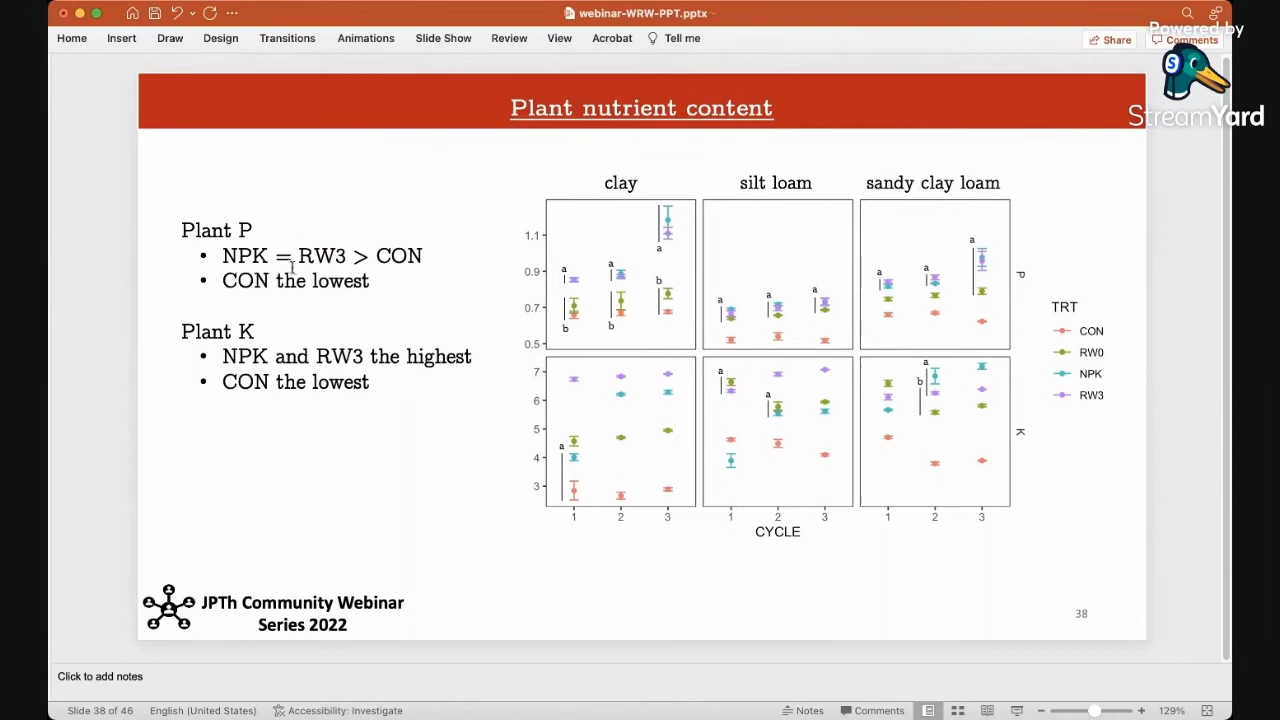 webinar-WRW-PPT.pptx
Home Insert Draw Design Transitions Animations Slide Show Review View Acrobat Tell me
Share Comments
Powered by
StreamYard
Plant nutrient content
Plant P
• NPK = RW3 > CON
• CON the lowest
Plant K
• NPK and RW3 the highest
• CON the lowest
clay silt loam sandy clay loam
1.1
0.9
0.7
0.5
a
b
a
b
a
b
a
a
a
a
a
a
P
7
6
5
4
3
a
a
a
b
a
K
1 2 3 1 2 3 1 2 3
CYCLE
TRT
CON
RW0
NPK
RW3
JPTh Community Webinar
Series 2022
38
Click to add notes
Slide 38 of 46 English (United States) Accessibility: Investigate Notes Comments 129%